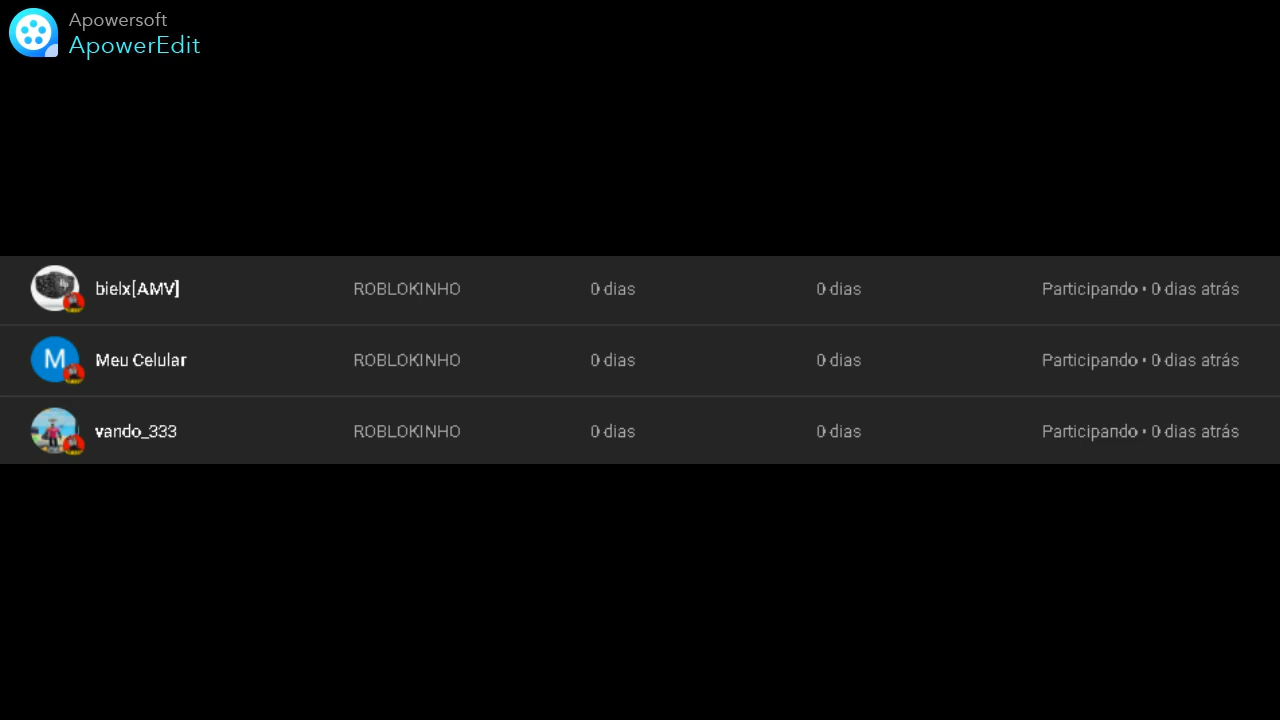 Apowersoft
ApowerEdit
bielx[AMV] ROBLOKINHO 0 dias 0 dias Participando • 0 dias atrás
M Meu Celular ROBLOKINHO 0 dias 0 dias Participando • 0 dias atrás
vando_333 ROBLOKINHO 0 dias 0 dias Participando • 0 dias atrás